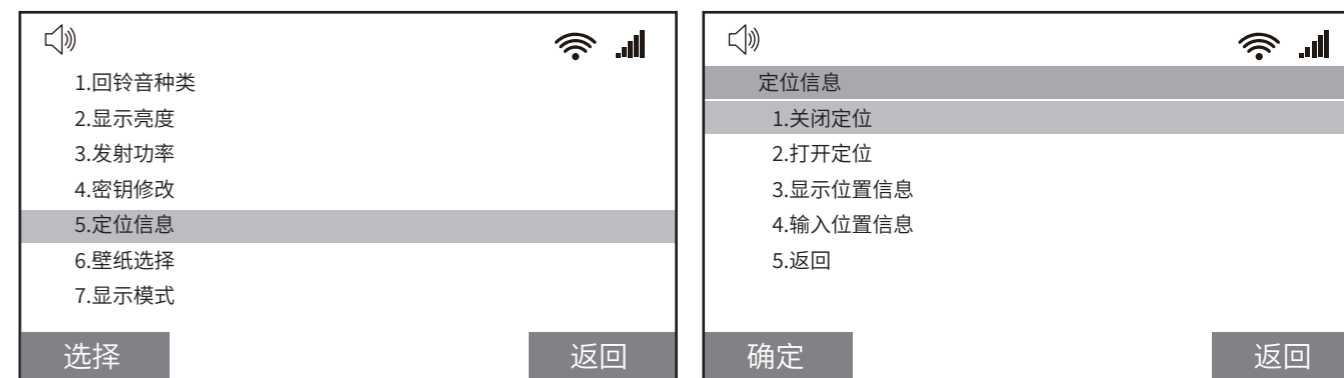 1.回铃音种类
2.显示亮度
3.发射功率
4.密钥修改
5.定位信息
6.壁纸选择
7.显示模式
选择 返回
定位信息
1.关闭定位
2.打开定位
3.显示位置信息
4.输入位置信息
5.返回
确定 返回